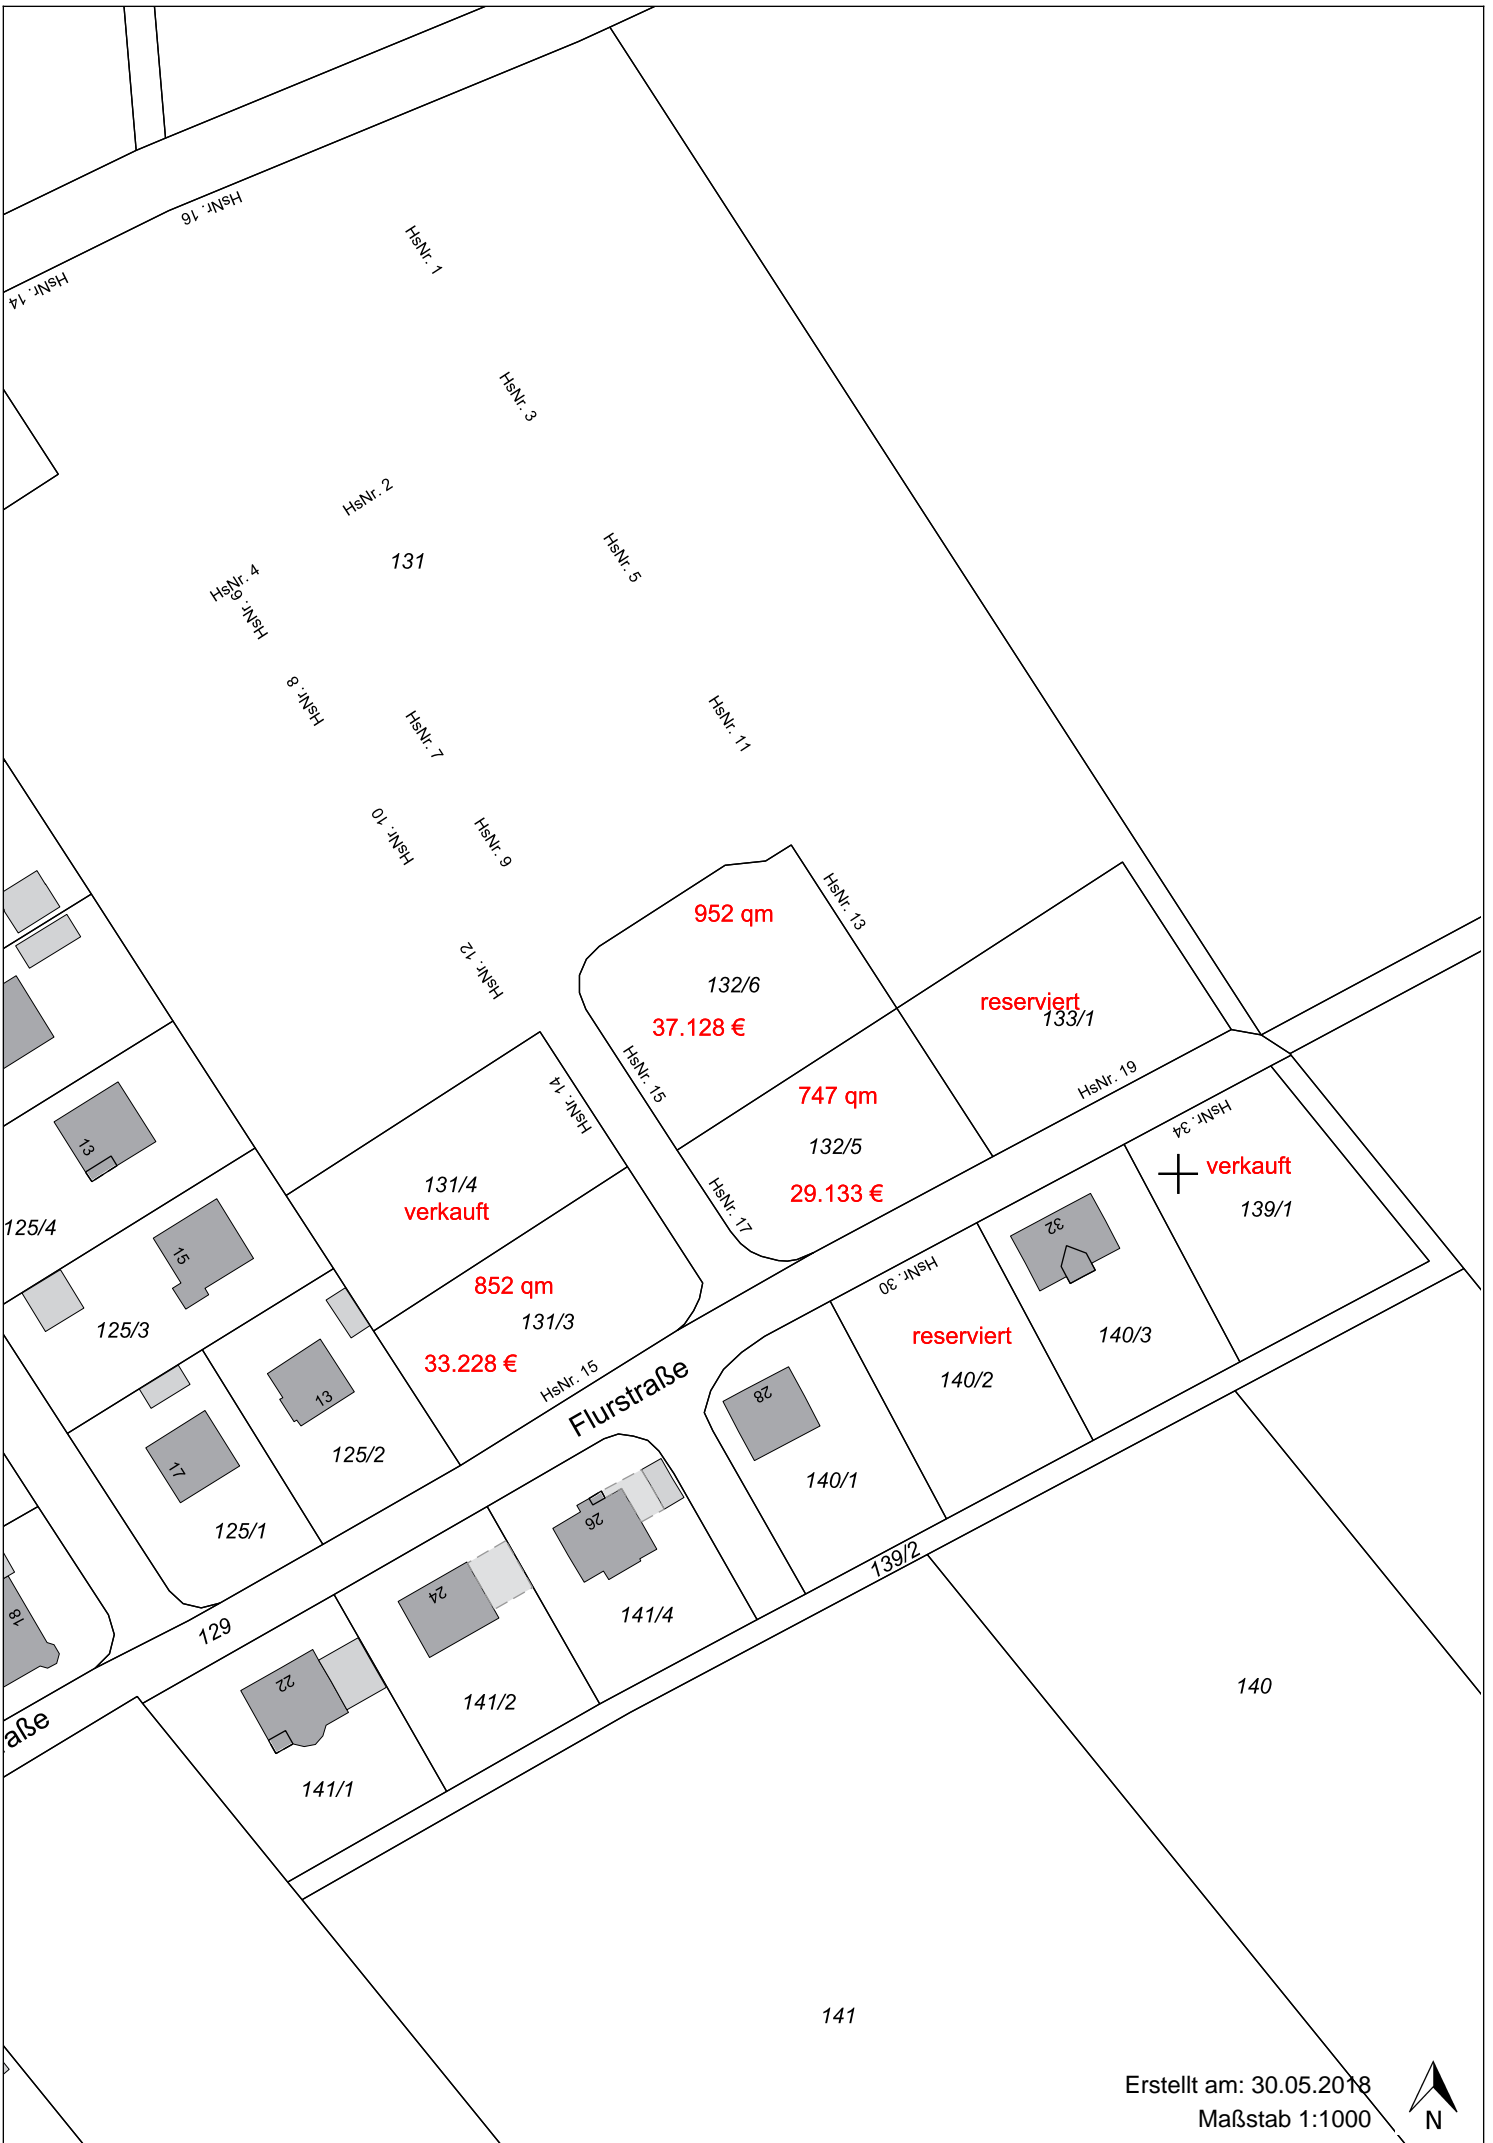 HsNr. 16
HsNr. 14
HsNr. 1
HsNr. 3
HsNr. 2
131
HsNr. 5
HsNr. 4
HsNr. 6
HsNr. 8
HsNr. 7
HsNr. 11
HsNr. 10
HsNr. 9
HsNr. 13
952 qm
HsNr. 12
132/6
reserviert
133/1
37.128 €
HsNr. 15
HsNr. 14
HsNr. 19
747 qm
HsNr. 34
13
132/5
verkauft
131/4
verkauft
29.133 €
HsNr. 17
139/1
125/4
15
32
852 qm
HsNr. 30
131/3
125/3
reserviert
140/3
33.228 €
HsNr. 15
140/2
Flurstraße
28
13
125/2
17
140/1
125/1
26
139/2
24
18
141/4
129
22
141/2
140
aße
141/1
141
Erstellt am: 30.05.2018
Maßstab 1:1000
N